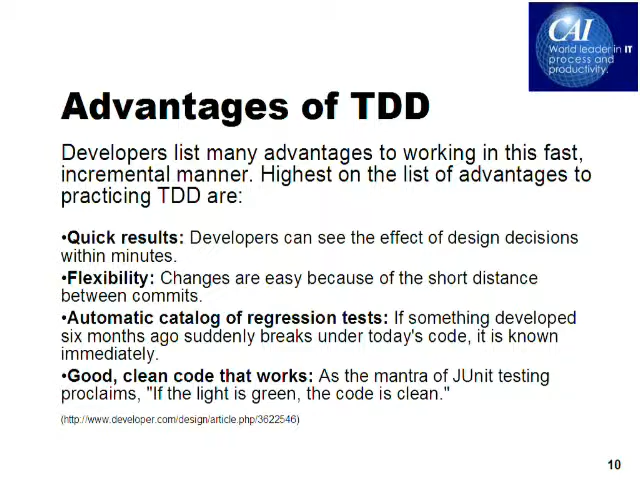 CAI
World leader in IT
process and
productivity.
Advantages of TDD
Developers list many advantages to working in this fast,
incremental manner. Highest on the list of advantages to
practicing TDD are:
•Quick results: Developers can see the effect of design decisions
within minutes.
•Flexibility: Changes are easy because of the short distance
between commits.
•Automatic catalog of regression tests: If something developed
six months ago suddenly breaks under today's code, it is known
immediately.
•Good, clean code that works: As the mantra of JUnit testing
proclaims, "If the light is green, the code is clean."
(http://www.developer.com/design/article.php/3622546)
10